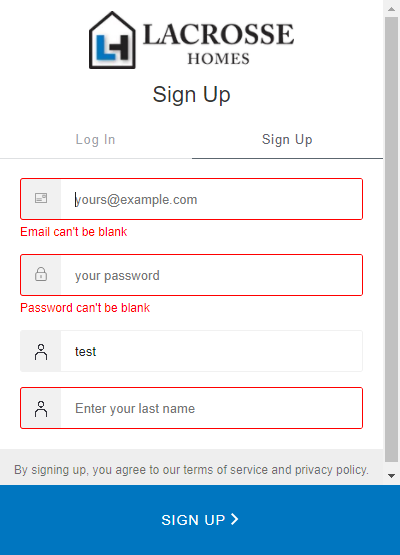 LACROSSE
HOMES
Sign Up
Log In
Sign Up
yours@example.com
Email can't be blank
your password
Password can't be blank
test
Enter your last name
By signing up, you agree to our terms of service and privacy policy.
SIGN UP